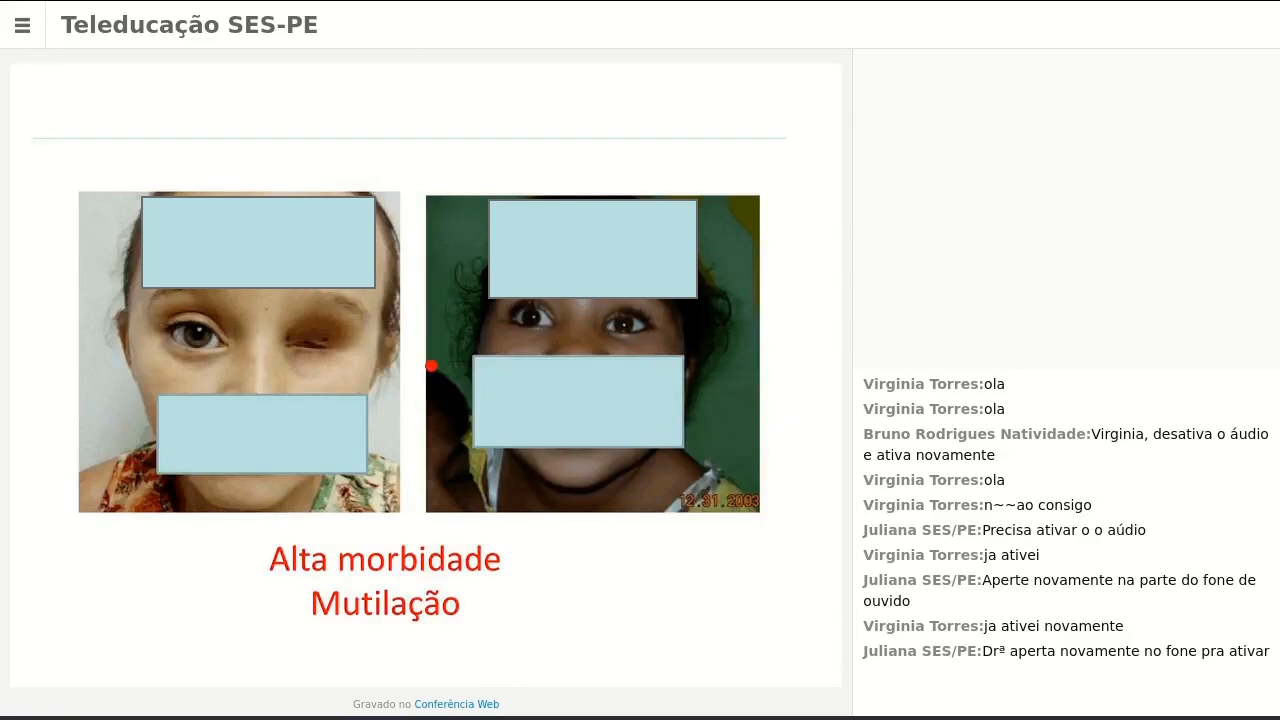 Teleducação SES-PE
12.31.2003
Alta morbidade
Mutilação
Gravado no Conferência Web
Virginia Torres:ola
Virginia Torres:ola
Bruno Rodrigues Natividade:Virginia, desativa o áudio
e ativa novamente
Virginia Torres:ola
Virginia Torres:n~~ao consigo
Juliana SES/PE:Precisa ativar o o aúdio
Virginia Torres:ja ativei
Juliana SES/PE:Aperte novamente na parte do fone de
ouvido
Virginia Torres:ja ativei novamente
Juliana SES/PE:Drª aperta novamente no fone pra ativar